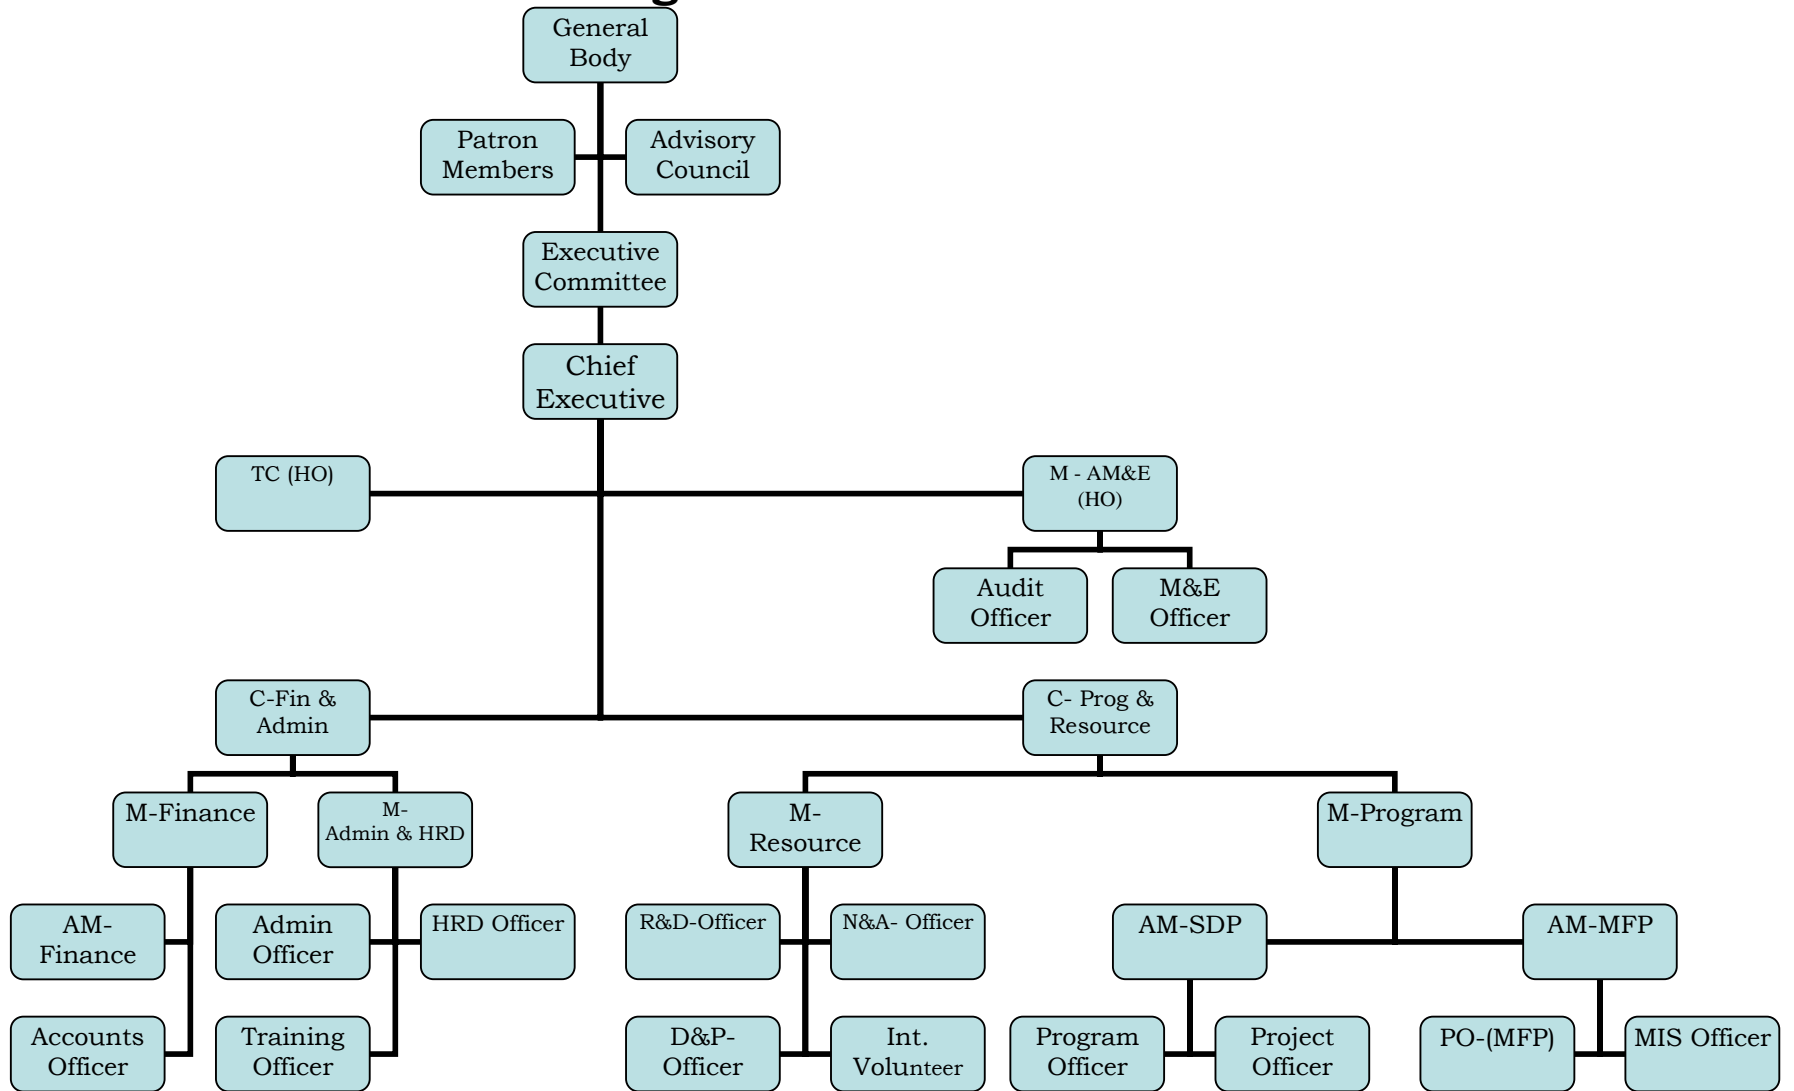 General
Body
Patron
Members
Advisory
Council
Executive
Committee
Chief
Executive
TC (HO)
M - AM&E
(HO)
Audit
Officer
M&E
Officer
C-Fin &
Admin
C- Prog &
Resource
M-Finance
M-
Admin & HRD
M-
Resource
M-Program
AM-
Finance
Admin
Officer
HRD Officer
R&D-Officer
N&A- Officer
AM-SDP
AM-MFP
Accounts
Officer
Training
Officer
D&P-
Officer
Int.
Volunteer
Program
Officer
Project
Officer
PO-(MFP)
MIS Officer